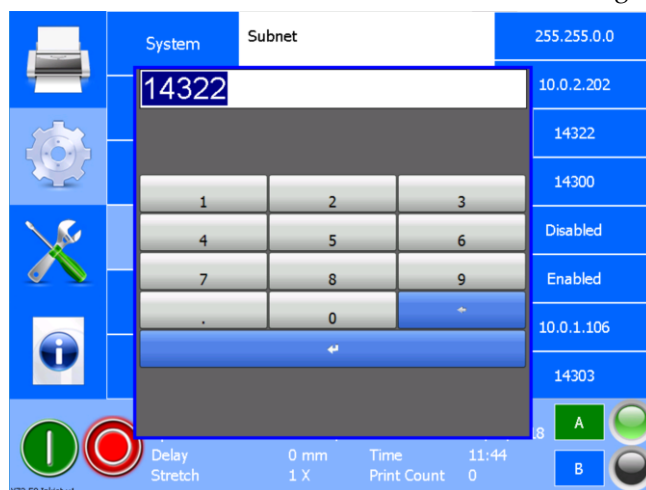 System Subnet 255.255.0.0
10.0.2.202
14322
14322
14300
1 2 3
4 5 6
Disabled
7 8 9
Enabled
. 0
10.0.1.106
14303
A
Delay 0 mm Time 11:44
Stretch 1 X Print Count 0
B